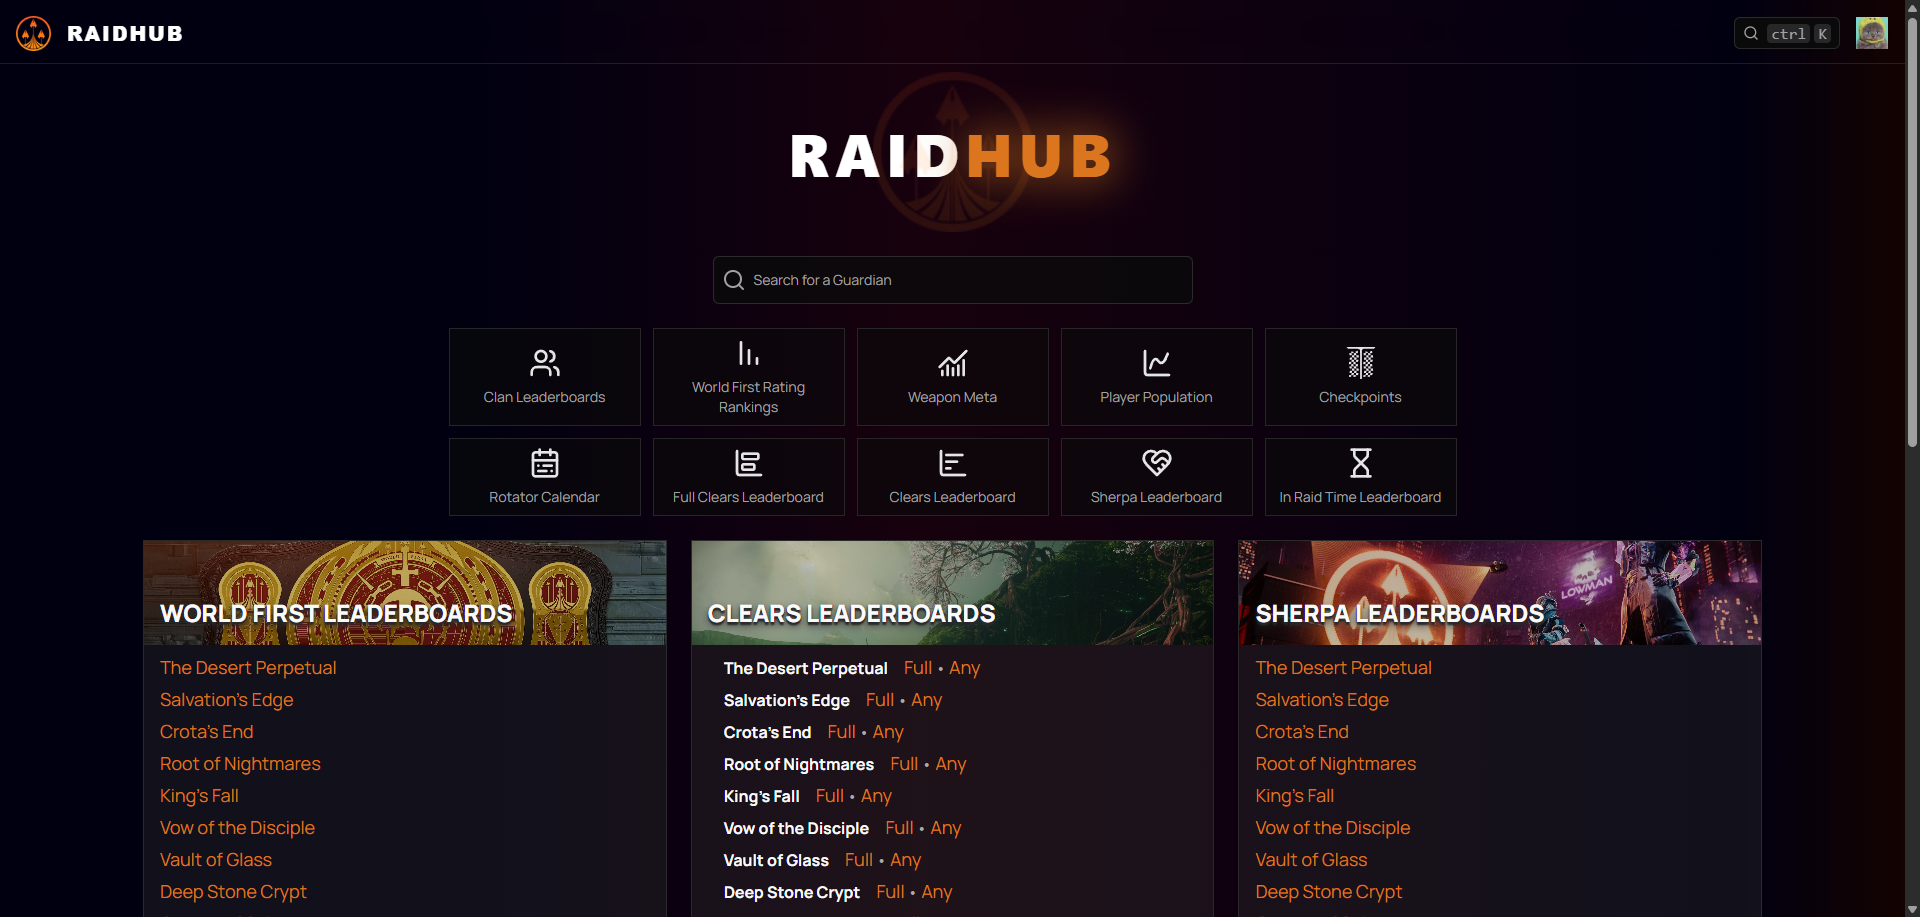 RAIDHUB
ctrl K
RAIDHUB
Search for a Guardian
Clan Leaderboards
World First Rating
Rankings
Weapon Meta
Player Population
Checkpoints
Rotator Calendar
Full Clears Leaderboard
Clears Leaderboard
Sherpa Leaderboard
In Raid Time Leaderboard
WORLD FIRST LEADERBOARDS
The Desert Perpetual
Salvation's Edge
Crota's End
Root of Nightmares
King's Fall
Vow of the Disciple
Vault of Glass
Deep Stone Crypt
CLEARS LEADERBOARDS
The Desert Perpetual Full • Any
Salvation's Edge Full • Any
Crota's End Full • Any
Root of Nightmares Full • Any
King's Fall Full • Any
Vow of the Disciple Full • Any
Vault of Glass Full • Any
Deep Stone Crypt Full • Any
LOWMAN
SHERPA LEADERBOARDS
The Desert Perpetual
Salvation's Edge
Crota's End
Root of Nightmares
King's Fall
Vow of the Disciple
Vault of Glass
Deep Stone Crypt